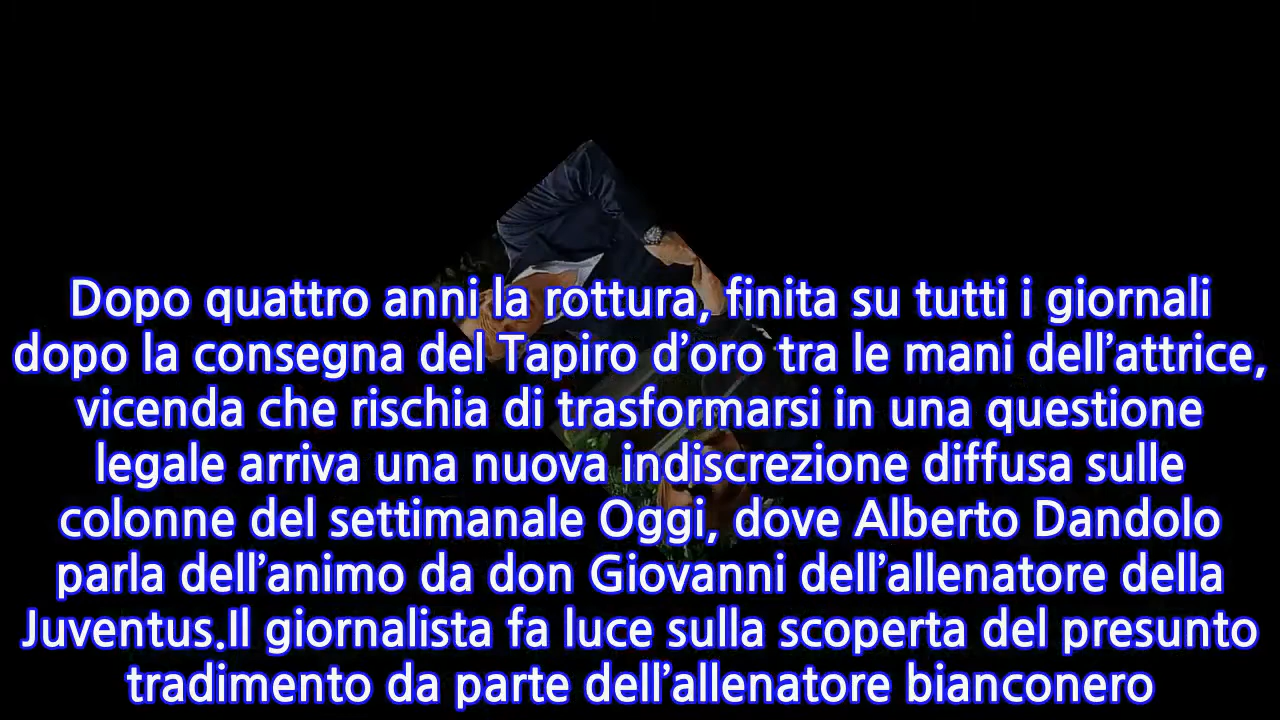 Dopo quattro anni la rottura, finita su tutti i giornali
dopo la consegna del Tapiro d’oro tra le mani dell’attrice,
vicenda che rischia di trasformarsi in una questione
legale arriva una nuova indiscrezione diffusa sulle
colonne del settimanale Oggi, dove Alberto Dandolo
parla dell’animo da don Giovanni dell’allenatore della
Juventus.Il giornalista fa luce sulla scoperta del presunto
tradimento da parte dell’allenatore bianconero